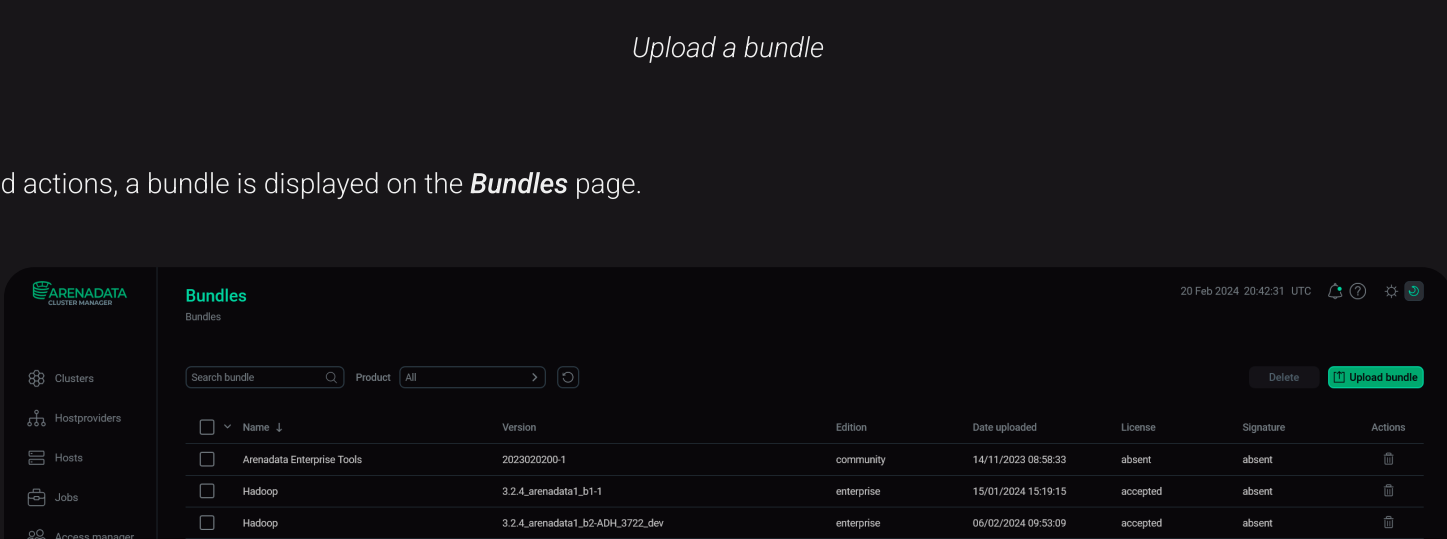 Upload a bundle
d actions, a bundle is displayed on the Bundles page.
ARENADATA
CLUSTER MANAGER
Bundles
Bundles
20 Feb 2024 20:42:31 UTC
Clusters
Hostproviders
Hosts
Jobs
Access manager
Search bundle Product All Delete Upload bundle
Name ↓ Version Edition Date uploaded License Signature Actions
Arenadata Enterprise Tools 2023020200-1 community 14/11/2023 08:58:33 absent absent
Hadoop 3.2.4_arenadata1_b1-1 enterprise 15/01/2024 15:19:15 accepted absent
Hadoop 3.2.4_arenadata1_b2-ADH_3722_dev enterprise 06/02/2024 09:53:09 accepted absent